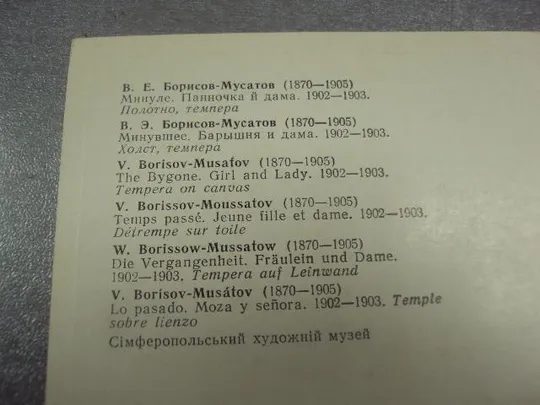 В. Е. Борисов-Мусатов (1870—1905)
Минуле. Панночка й дама. 1902—1903.
Полотно, темпера
В. Э. Борисов-Мусатов (1870—1905)
Минувшее. Барышня и дама. 1902—1903.
Холст, темпера
V. Borisov-Musatov (1870—1905)
The Bygone. Girl and Lady. 1902—1903.
Tempera on canvas
V. Borissov-Moussatov (1870—1905)
Temps passé. Jeune fille et dame. 1902—1903.
Détrempe sur toile
W. Borissow-Mussatow (1870—1905)
Die Vergangenheit. Fräulein und Dame.
1902—1903. Tempera auf Leinwand
V. Borisov-Musátov (1870—1905)
Lo pasado. Moza y señora. 1902—1903. Temple
sobre lienzo
Сімферопольський художній музей